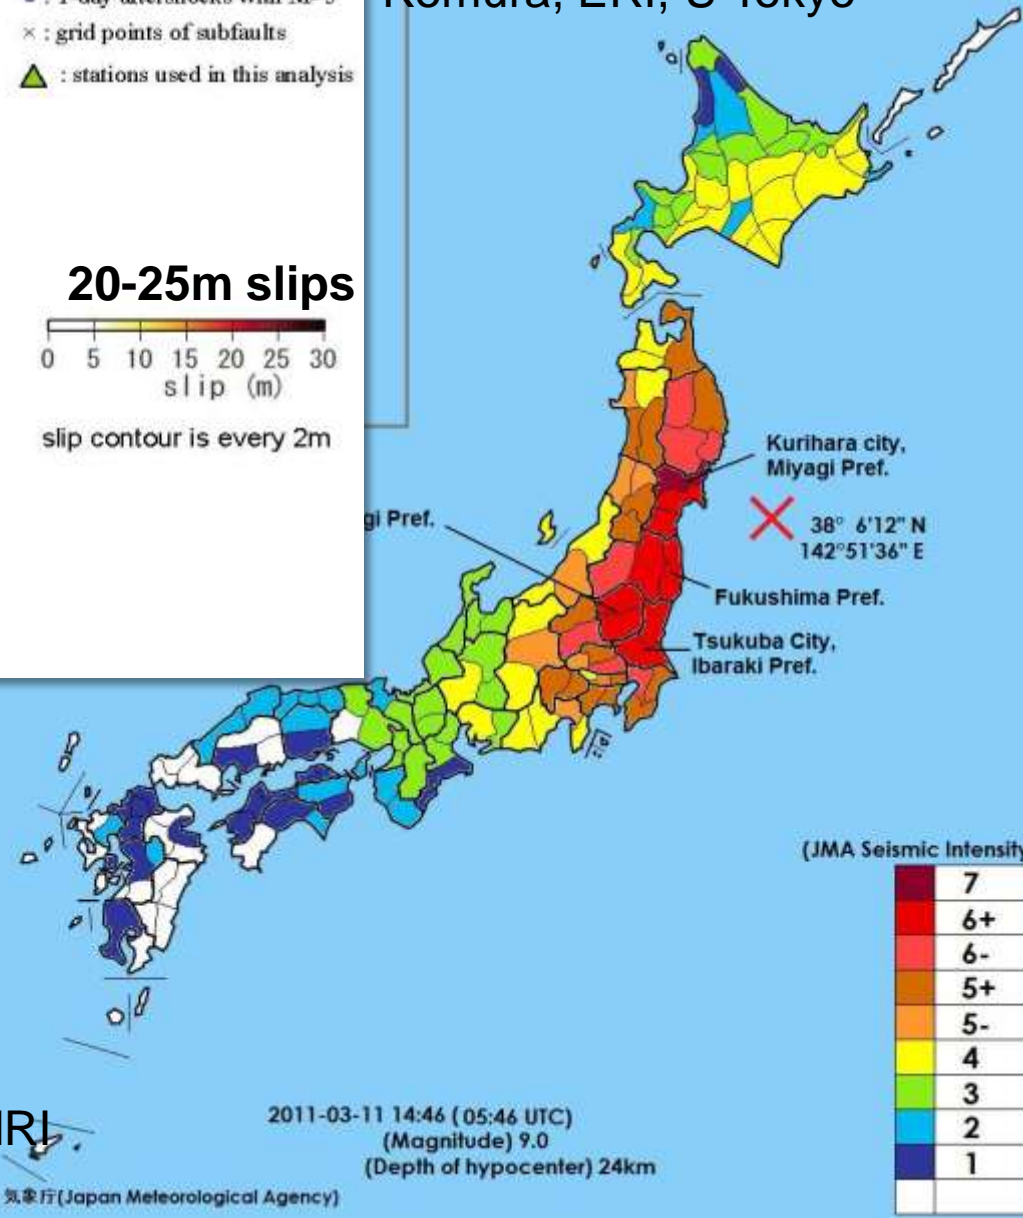 Komura, ERI, U Tokyo
× : grid points of subfaults
: stations used in this analysis
20-25m slips
0 5 10 15 20 25 30
slip (m)
slip contour is every 2m
Kurihara city,
Miyagi Pref.
gi Pref.
38° 6'12" N
142°51'36" E
Fukushima Pref.
Tsukuba City,
Ibaraki Pref.
(JMA Seismic Intensity
7
6+
6-
5+
5-
4
3
2
1
2011-03-11 14:46 (05:46 UTC)
(Magnitude) 9.0
(Depth of hypocenter) 24km
気象庁(Japan Meteorological Agency)